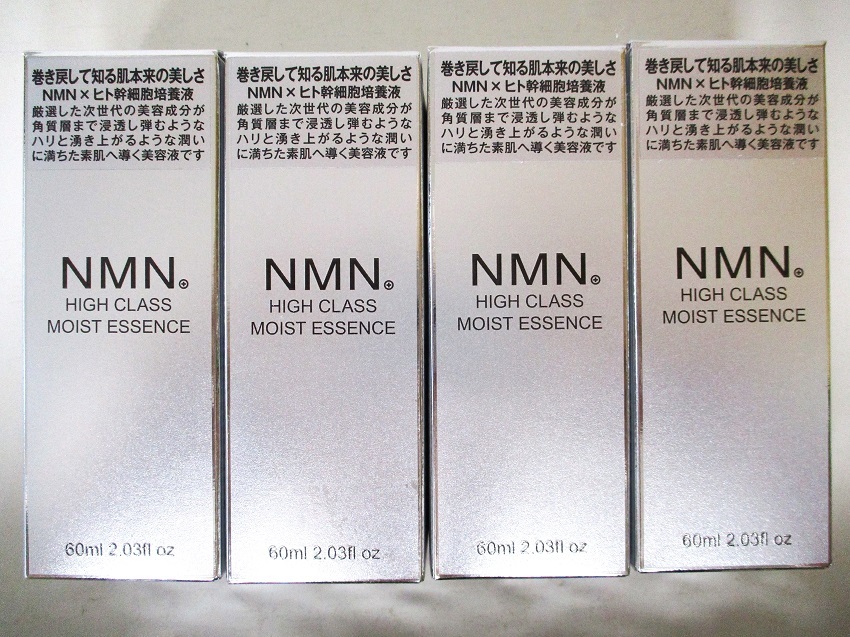 巻き戻して知る肌本来の美しさ
NMN×ヒト幹細胞培養液
厳選した次世代の美容成分が
角質層まで浸透し弾むような
ハリと湧き上がるような潤い
に満ちた素肌へ導く美容液です
NMN
HIGH CLASS
MOIST ESSENCE
60ml 2.03fl oz
巻き戻して知る肌本来の美しさ
NMN×ヒト幹細胞培養液
厳選した次世代の美容成分が
角質層まで浸透し弾むような
ハリと湧き上がるような潤い
に満ちた素肌へ導く美容液です
NMN
HIGH CLASS
MOIST ESSENCE
60ml 2.03fl oz
巻き戻して知る肌本来の美しさ
NMN×ヒト幹細胞培養液
厳選した次世代の美容成分が
角質層まで浸透し弾むような
ハリと湧き上がるような潤い
に満ちた素肌へ導く美容液です
NMN
HIGH CLASS
MOIST ESSENCE
60ml 2.03fl oz
巻き戻して知る肌本来の美しさ
NMN×ヒト幹細胞培養液
厳選した次世代の美容成分が
角質層まで浸透し弾むような
ハリと湧き上がるような潤い
に満ちた素肌へ導く美容液です
NMN
HIGH CLASS
MOIST ESSENCE
60ml 2.03fl oz